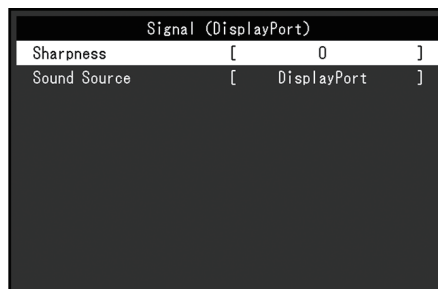 Signal (DisplayPort)
Sharpness [ 0 ]
Sound Source [ DisplayPort ]